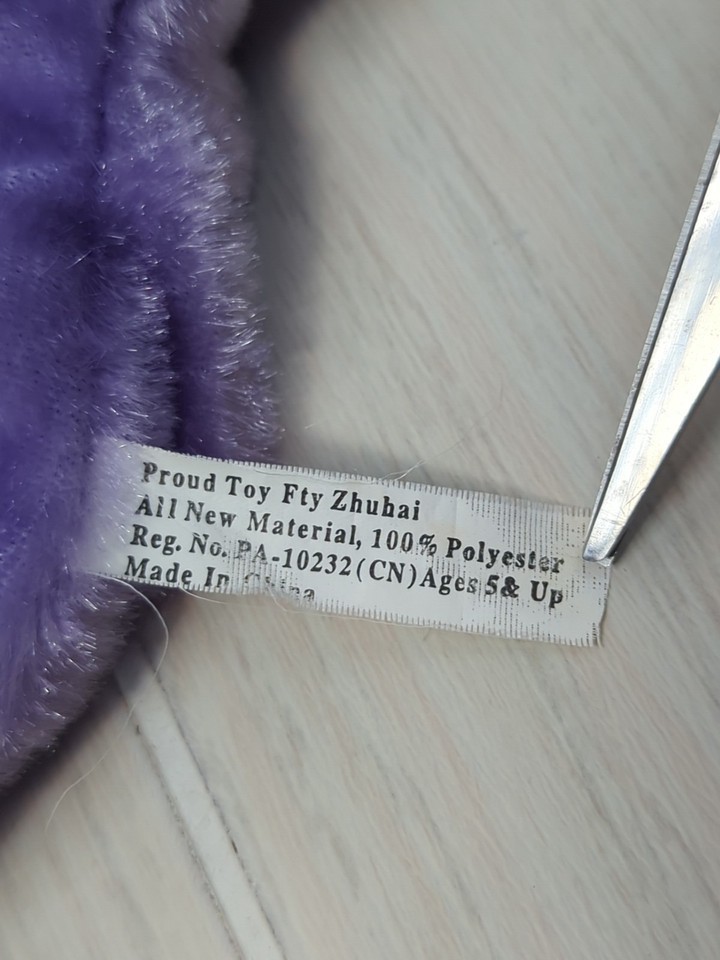 Proud Toy Fty Zhuhai
All New Material, 100% Polyester
Reg. No. PA-10232(CN)Ages 5& Up
Made In China